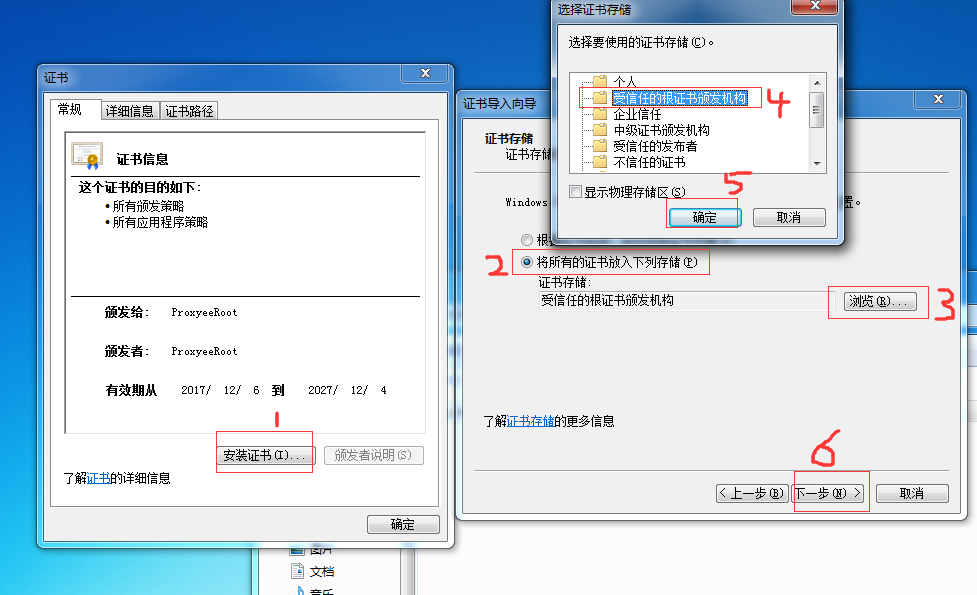 证书
常规
详细信息
证书路径
证书信息
这个证书的目的如下:
• 所有颁发策略
• 所有应用程序策略
颁发给: ProxyeeRoot
颁发者: ProxyeeRoot
有效期从 2017/ 12/ 6 到 2027/ 12/ 4
1
安装证书(I)...
颁发者说明(S)
了解证书的详细信息
确定
选择证书存储
选择要使用的证书存储(C)。
个人
受信任的根证书颁发机构
4
企业信任
中级证书颁发机构
受信任的发布者
不信任的证书
显示物理存储区(S)
5
确定
取消
证书导入向导
证书存储
证书存储
Windows
置。
2
将所有的证书放入下列存储(P)
证书存储:
受信任的根证书颁发机构
浏览(R)...
3
了解证书存储的更多信息
6
< 上一步(B)
下一步(N) >
取消
图片
文档
音乐